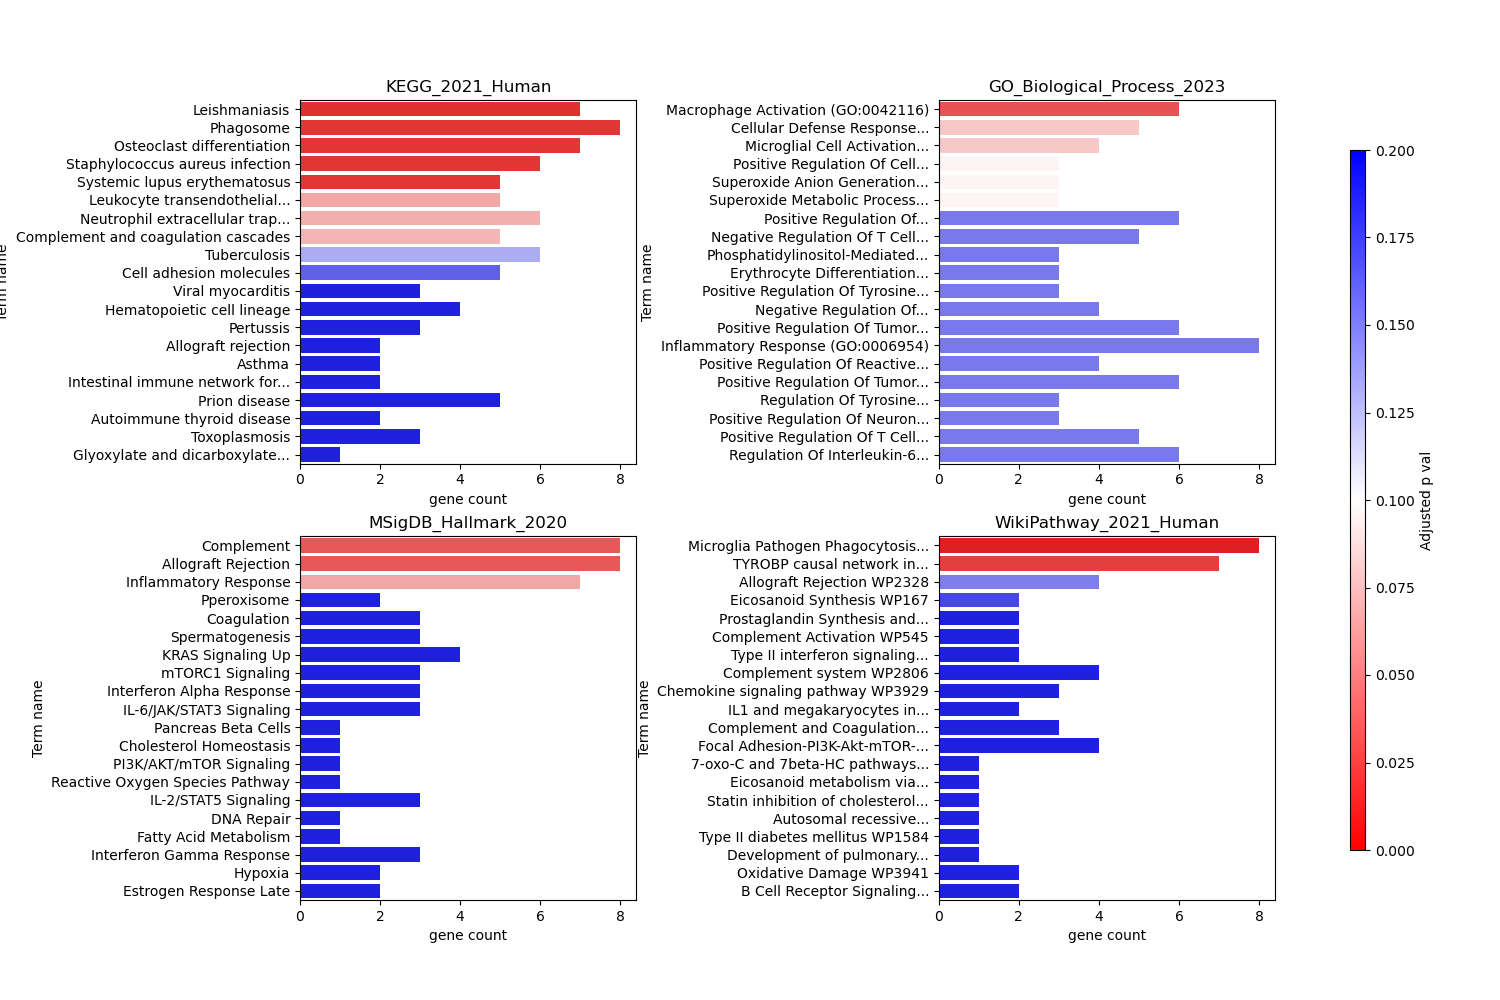 KEGG_2021_Human
Term name
Leishmaniasis
Phagosome
Osteoclast differentiation
Staphylococcus aureus infection
Systemic lupus erythematosus
Leukocyte transendothelial...
Neutrophil extracellular trap...
Complement and coagulation cascades
Tuberculosis
Cell adhesion molecules
Viral myocarditis
Hematopoietic cell lineage
Pertussis
Allograft rejection
Asthma
Intestinal immune network for...
Prion disease
Autoimmune thyroid disease
Toxoplasmosis
Glyoxylate and dicarboxylate...
0 2 4 6 8
gene count
GO_Biological_Process_2023
Term name
Macrophage Activation (GO:0042116)
Cellular Defense Response...
Microglial Cell Activation...
Positive Regulation Of Cell...
Superoxide Anion Generation...
Superoxide Metabolic Process...
Positive Regulation Of...
Negative Regulation Of T Cell...
Phosphatidylinositol-Mediated...
Erythrocyte Differentiation...
Positive Regulation Of Tyrosine...
Negative Regulation Of...
Positive Regulation Of Tumor...
Inflammatory Response (GO:0006954)
Positive Regulation Of Reactive...
Positive Regulation Of Tumor...
Regulation Of Tyrosine...
Positive Regulation Of Neuron...
Positive Regulation Of T Cell...
Regulation Of Interleukin-6...
0 2 4 6 8
gene count
MSigDB_Hallmark_2020
Term name
Complement
Allograft Rejection
Inflammatory Response
Pperoxisome
Coagulation
Spermatogenesis
KRAS Signaling Up
mTORC1 Signaling
Interferon Alpha Response
IL-6/JAK/STAT3 Signaling
Pancreas Beta Cells
Cholesterol Homeostasis
PI3K/AKT/mTOR Signaling
Reactive Oxygen Species Pathway
IL-2/STAT5 Signaling
DNA Repair
Fatty Acid Metabolism
Interferon Gamma Response
Hypoxia
Estrogen Response Late
0 2 4 6 8
gene count
WikiPathway_2021_Human
Term name
Microglia Pathogen Phagocytosis...
TYROBP causal network in...
Allograft Rejection WP2328
Eicosanoid Synthesis WP167
Prostaglandin Synthesis and...
Complement Activation WP545
Type II interferon signaling...
Complement system WP2806
Chemokine signaling pathway WP3929
IL1 and megakaryocytes in...
Complement and Coagulation...
Focal Adhesion-PI3K-Akt-mTOR-...
7-oxo-C and 7beta-HC pathways...
Eicosanoid metabolism via...
Statin inhibition of cholesterol...
Autosomal recessive...
Type II diabetes mellitus WP1584
Development of pulmonary...
Oxidative Damage WP3941
B Cell Receptor Signaling...
0 2 4 6 8
gene count
0.200
0.175
0.150
0.125
0.100
0.075
0.050
0.025
0.000
Adjusted p val